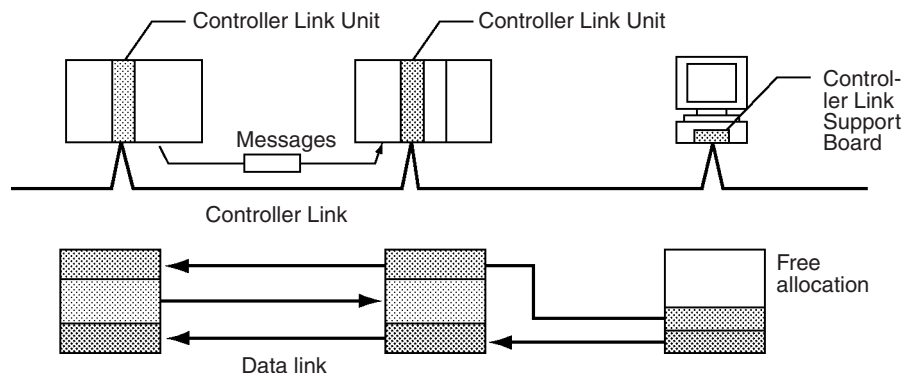 Controller Link Unit
Controller Link Unit
Control-
ler Link
Support
Board
Messages
Controller Link
Free
allocation
Data link